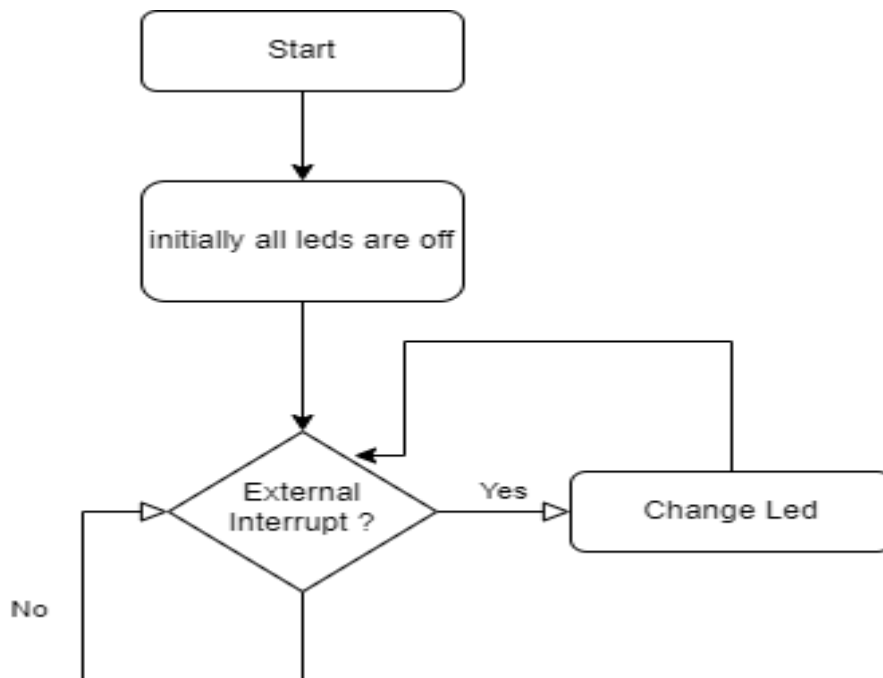 Start
initially all leds are off
External
Interrupt ?
Yes
Change Led
No